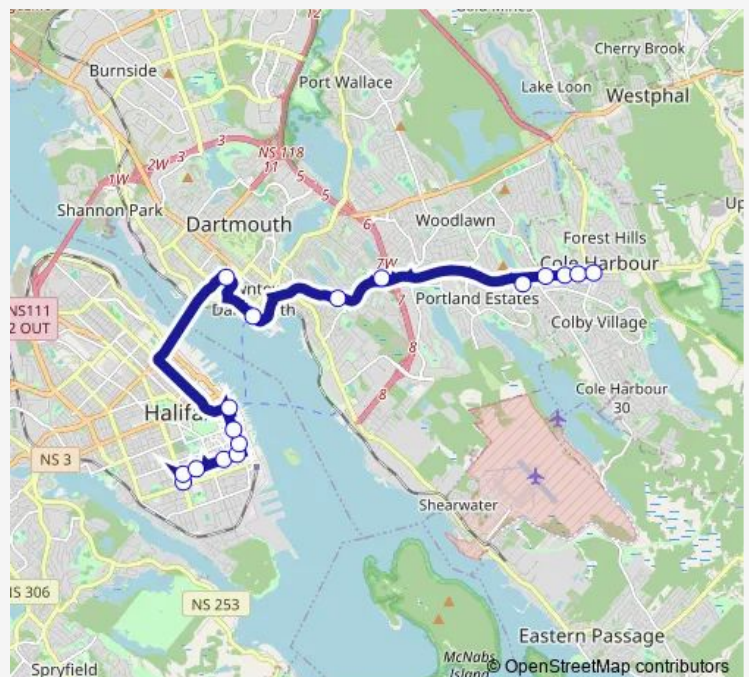 12
Cherry Brook
Burnside
Port Wallace
Lake Loon
Westphal
3
3
2W
NS 118
11
5
1W
5
Shannon Park
6
Dartmouth
Woodlawn
Forest Hills
7W
Cole Harbour
Portland Estates
7
NS111
2 OUT
Colby Village
8
Cole Harbour
30
8
NS 3
Shearwater
NS 306
NS 253
Eastern Passage
McNabs
Island
Spryfield
© OpenStreetMap contributors